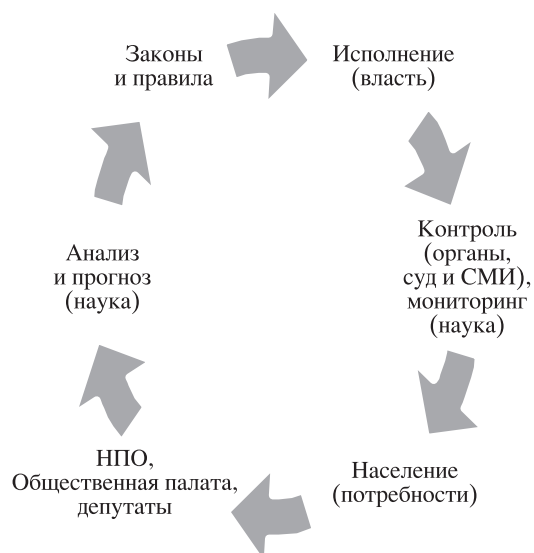 Законы
и правила
Исполнение
(власть)
Контроль
(органы,
суд и СМИ),
мониторинг
(наука)
Население
(потребности)
НПО,
Общественная палата,
депутаты
Анализ
и прогноз
(наука)